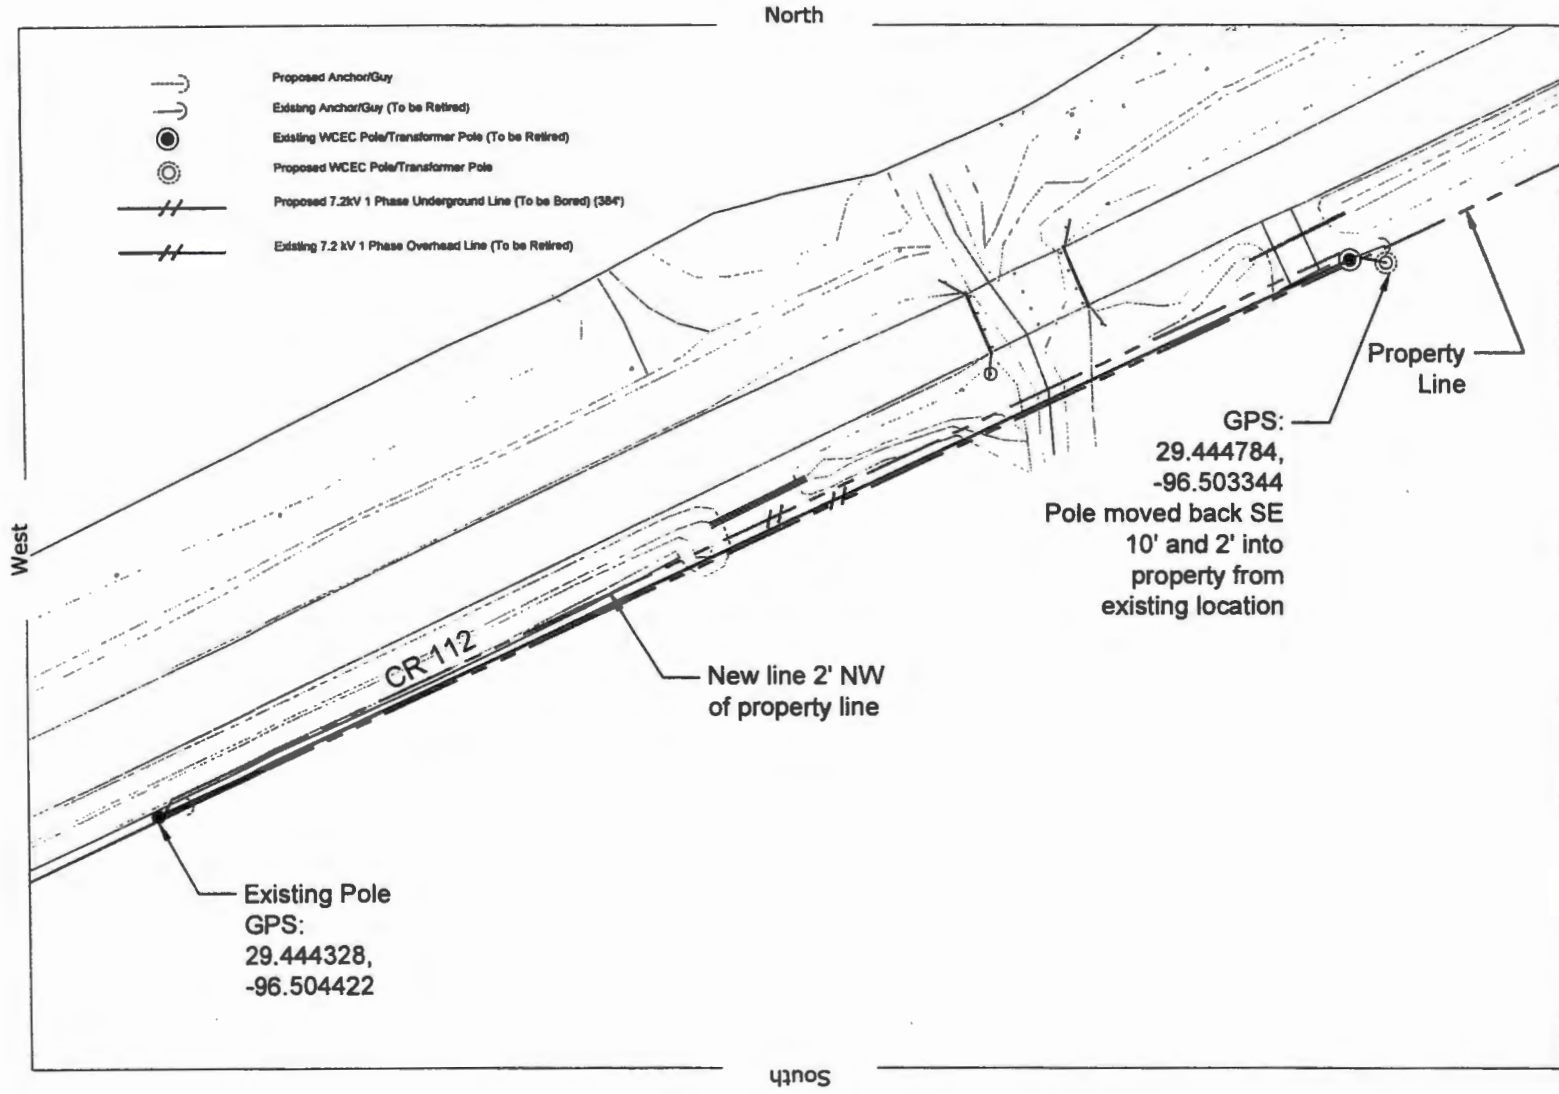 North
Proposed Anchor/Guy
Existing Anchor/Guy (To be Retired)
Existing WCEC Pole/Transformer Pole (To be Retired)
Proposed WCEC Pole/Transformer Pole
Proposed 7.2kV 1 Phase Underground Line (To be Bored) (384')
Existing 7.2 kV 1 Phase Overhead Line (To be Retired)
Property
Line
GPS:
29.444784,
-96.503344
Pole moved back SE
10' and 2' into
property from
existing location
West
CR 112
New line 2' NW
of property line
Existing Pole
GPS:
29.444328,
-96.504422
South